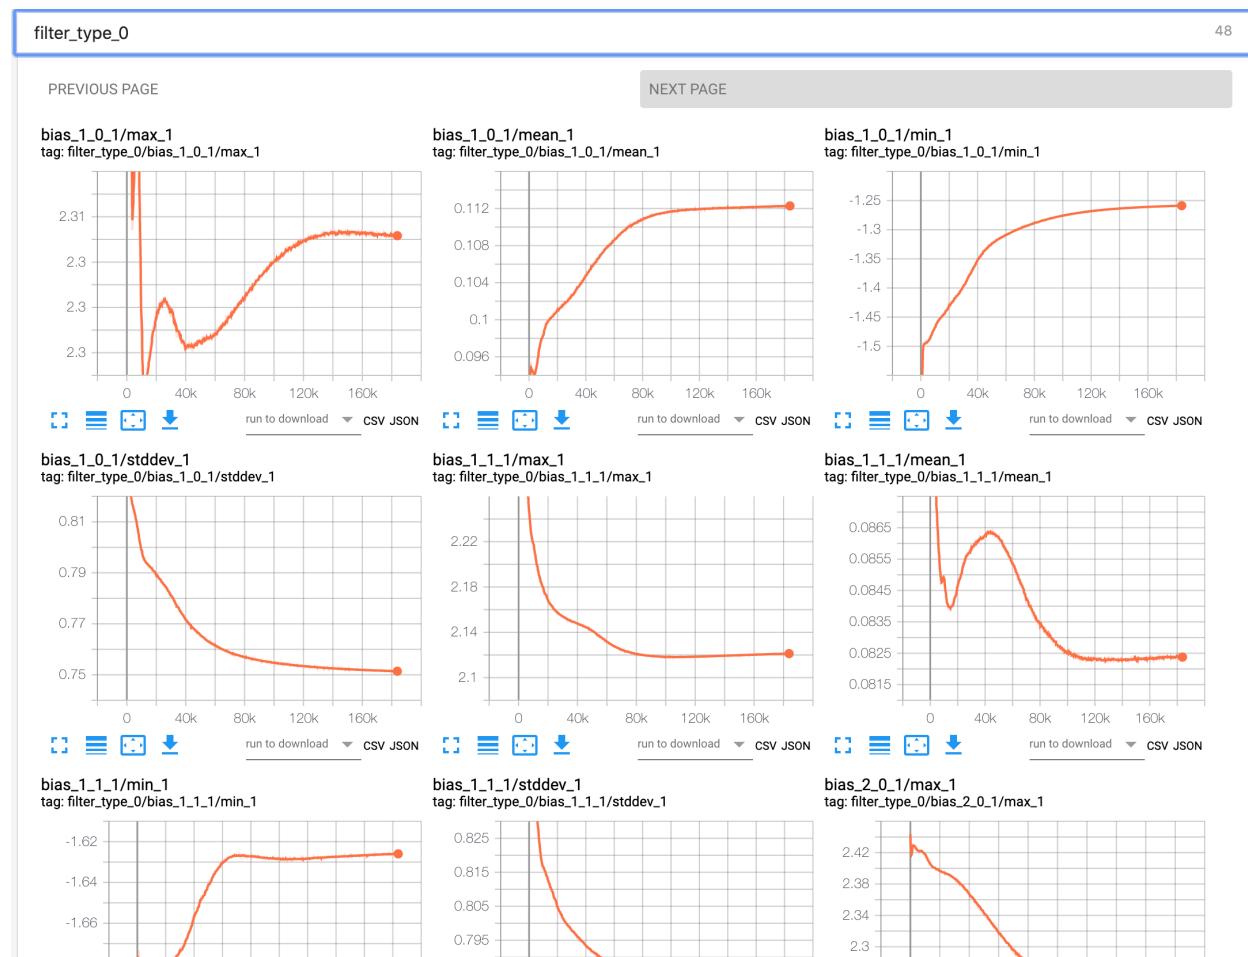 filter_type_0 48
PREVIOUS PAGE NEXT PAGE
bias_1_0_1/max_1
tag: filter_type_0/bias_1_0_1/max_1
2.31
2.3
2.3
2.3
0 40k 80k 120k 160k
run to download CSV JSON
bias_1_0_1/mean_1
tag: filter_type_0/bias_1_0_1/mean_1
0.112
0.108
0.104
0.1
0.096
0 40k 80k 120k 160k
run to download CSV JSON
bias_1_0_1/min_1
tag: filter_type_0/bias_1_0_1/min_1
-1.25
-1.3
-1.35
-1.4
-1.45
-1.5
0 40k 80k 120k 160k
run to download CSV JSON
bias_1_0_1/stddev_1
tag: filter_type_0/bias_1_0_1/stddev_1
0.81
0.79
0.77
0.75
0 40k 80k 120k 160k
run to download CSV JSON
bias_1_1_1/max_1
tag: filter_type_0/bias_1_1_1/max_1
2.22
2.18
2.14
2.1
0 40k 80k 120k 160k
run to download CSV JSON
bias_1_1_1/mean_1
tag: filter_type_0/bias_1_1_1/mean_1
0.0865
0.0855
0.0845
0.0835
0.0825
0.0815
0 40k 80k 120k 160k
run to download CSV JSON
bias_1_1_1/min_1
tag: filter_type_0/bias_1_1_1/min_1
-1.62
-1.64
-1.66
bias_1_1_1/stddev_1
tag: filter_type_0/bias_1_1_1/stddev_1
0.825
0.815
0.805
0.795
bias_2_0_1/max_1
tag: filter_type_0/bias_2_0_1/max_1
2.42
2.38
2.34
2.3